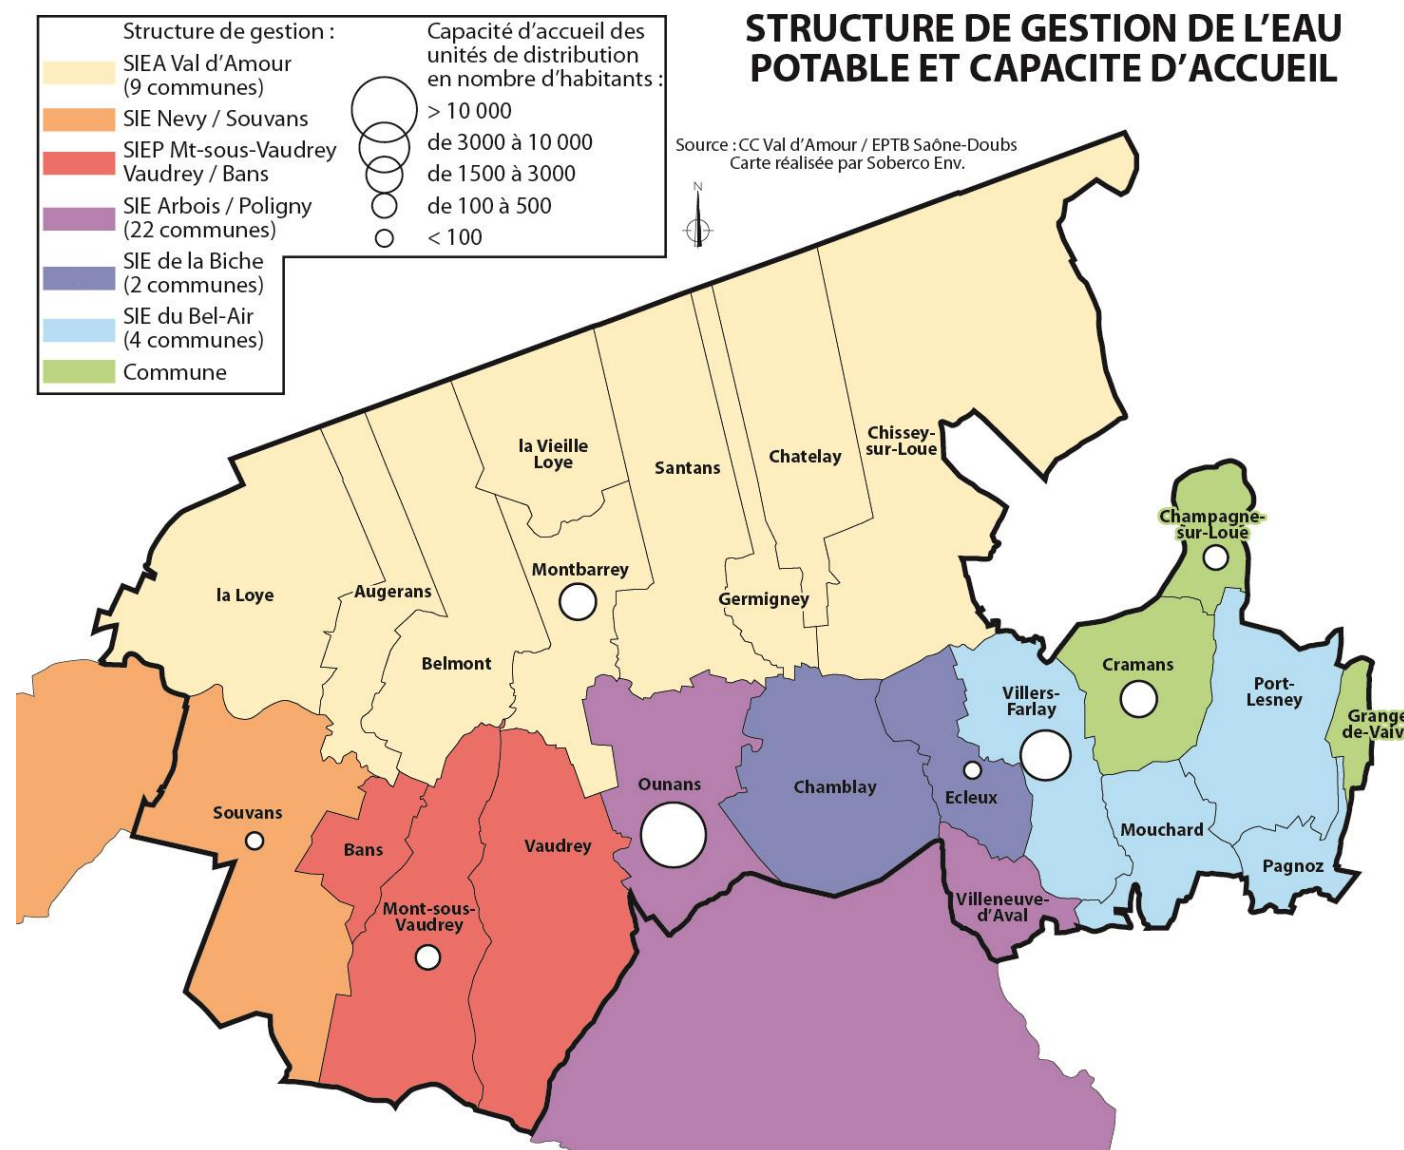 STRUCTURE DE GESTION DE L'EAU
POTABLE ET CAPACITE D'ACCUEIL
Structure de gestion :
SIEA Val d'Amour
(9 communes)
SIE Nevy / Souvans
SIEP Mt-sous-Vaudrey
Vaudrey / Bans
SIE Arbois / Poligny
(22 communes)
SIE de la Biche
(2 communes)
SIE du Bel-Air
(4 communes)
Commune
Capacité d'accueil des
unités de distribution
en nombre d'habitants :
> 10 000
de 3000 à 10 000
de 1500 à 3000
de 100 à 500
< 100
Source : CC Val d'Amour / EPTB Saône-Doubs
Carte réalisée par Soberco Env.
N
la Vieille
Loye
Santans
Chatelay
Chissey-
sur-Loue
Champagne-
sur-Loue
la Loye
Augerans
Montbarrey
Germigney
Belmont
Villers-
Farlay
Cramans
Port-
Lesney
Grange
de-Vaiv
Ounans
Chamblay
Ecleux
Souvans
Bans
Vaudrey
Mouchard
Pagnoz
Mont-sous-
Vaudrey
Villeneuve-
d'Aval